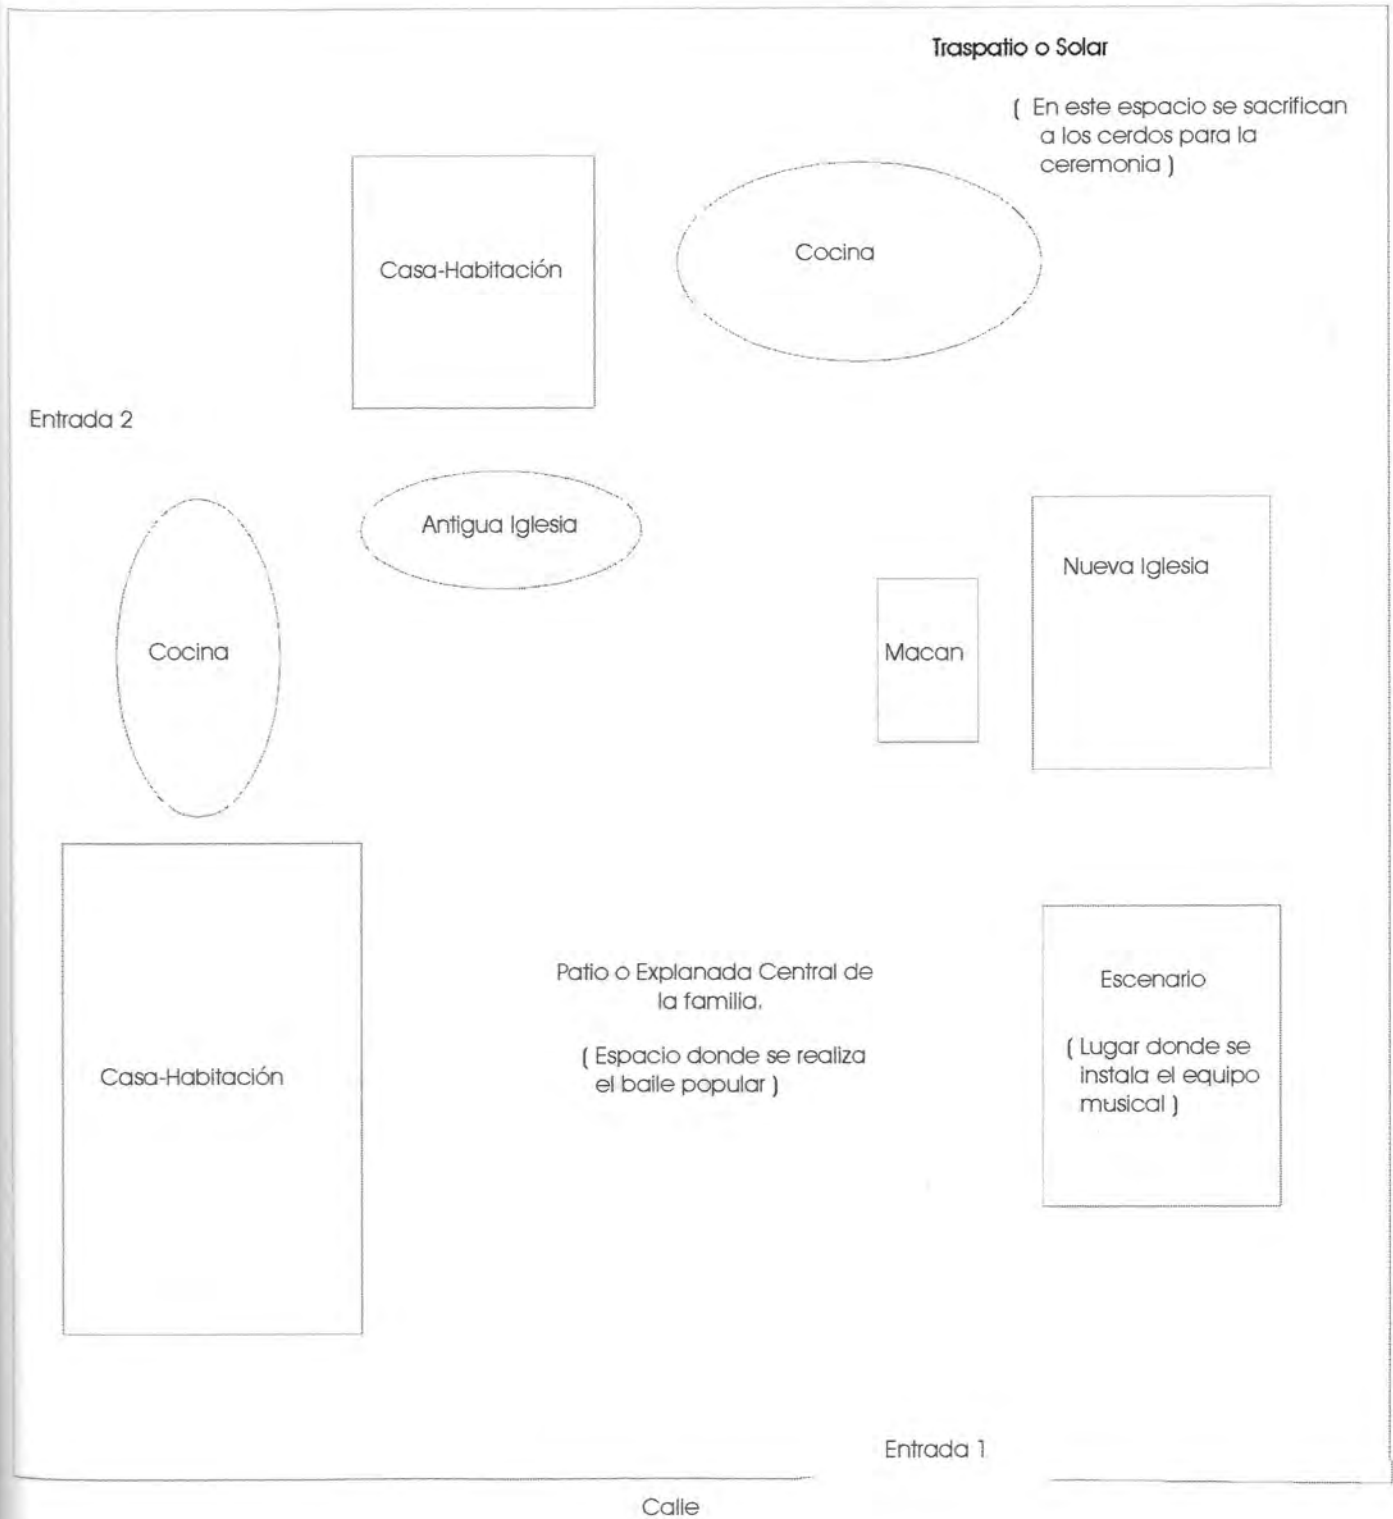 Traspatio o Solar
( En este espacio se sacrifican
a los cerdos para la
ceremonia )
Casa-Habitación
Cocina
Entrada 2
Antigua Iglesia
Nueva Iglesia
Cocina
Macan
Patio o Explanada Central de
la familia.
( Espacio donde se realiza
el baile popular )
Escenario
( Lugar donde se
instala el equipo
musical )
Casa-Habitación
Entrada 1
Calle